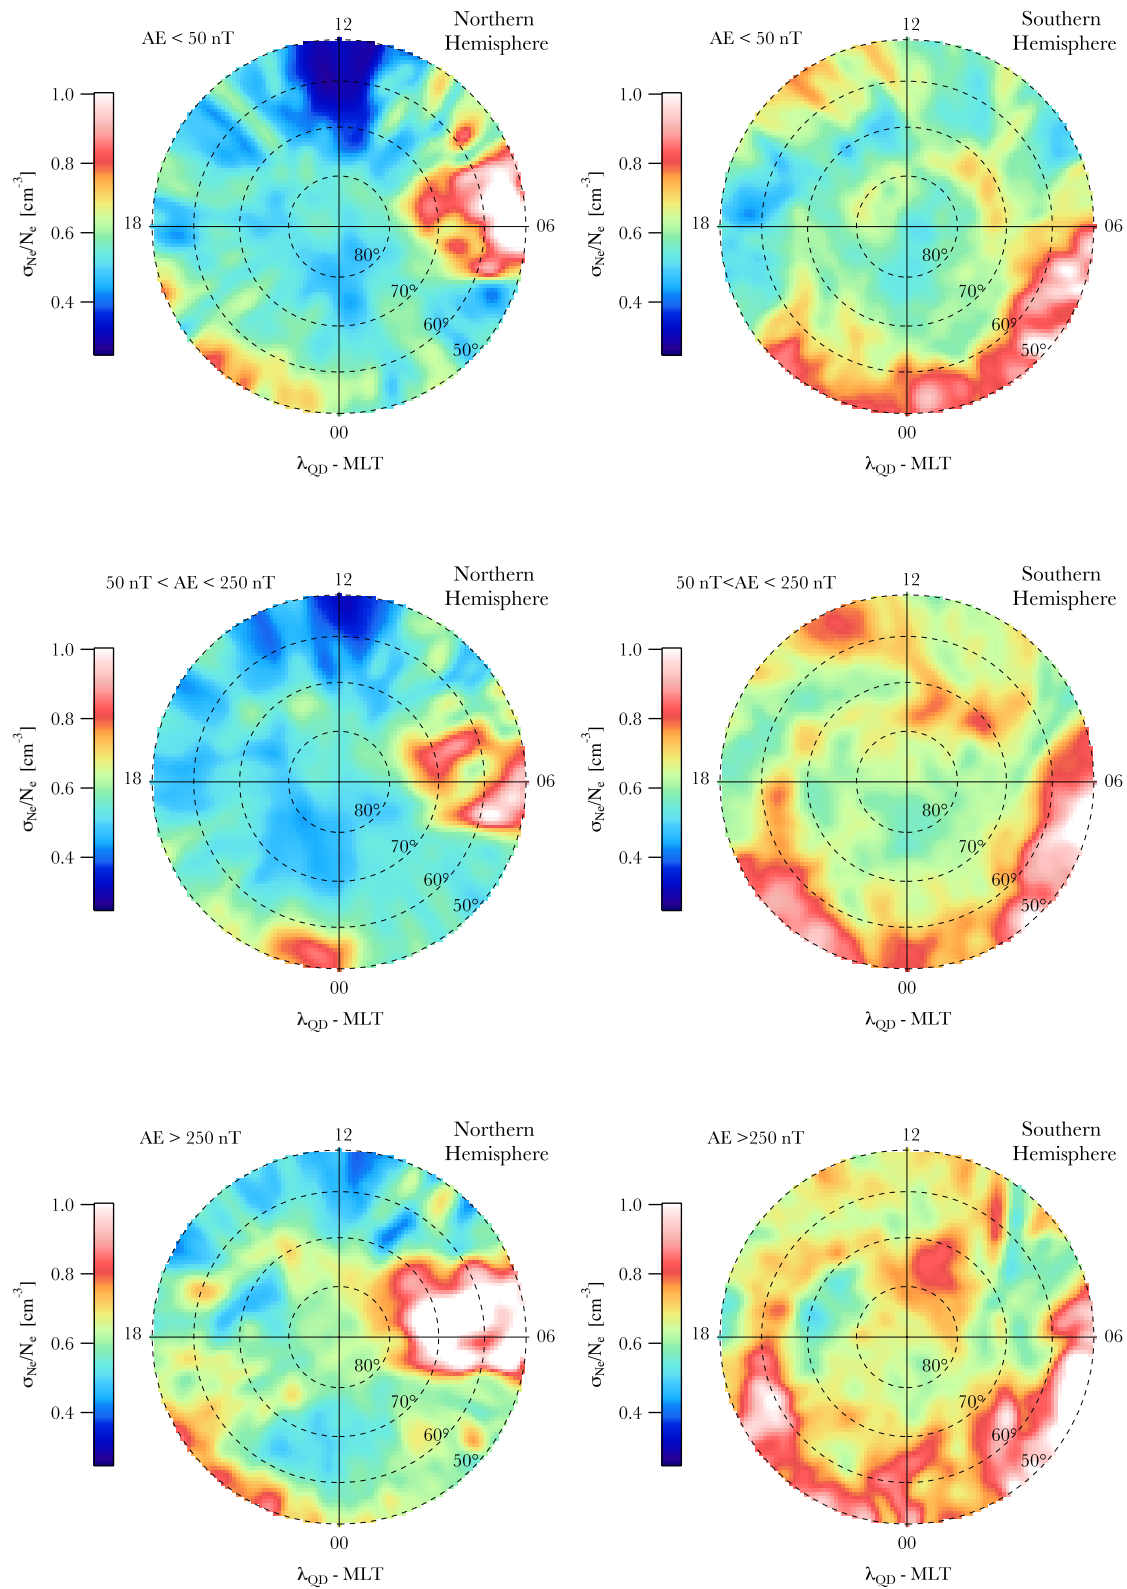 AE < 50 nT
12
Northern
Hemisphere
1.0
0.8
0.6
0.4
σNe/Ne [cm-3]
18
06
80°
70°
60°
50°
00
λQD - MLT
AE < 50 nT
12
Southern
Hemisphere
1.0
0.8
0.6
0.4
σNe/Ne [cm-3]
18
06
80°
70°
60°
50°
00
λQD - MLT
50 nT < AE < 250 nT
12
Northern
Hemisphere
1.0
0.8
0.6
0.4
σNe/Ne [cm-3]
18
06
80°
70°
60°
50°
00
λQD - MLT
50 nT<AE < 250 nT
12
Southern
Hemisphere
1.0
0.8
0.6
0.4
σNe/Ne [cm-3]
18
06
80°
70°
60°
50°
00
λQD - MLT
AE > 250 nT
12
Northern
Hemisphere
1.0
0.8
0.6
0.4
σNe/Ne [cm-3]
18
06
80°
70°
60°
50°
00
λQD - MLT
AE >250 nT
12
Southern
Hemisphere
1.0
0.8
0.6
0.4
σNe/Ne [cm-3]
18
06
80°
70°
60°
50°
00
λQD - MLT